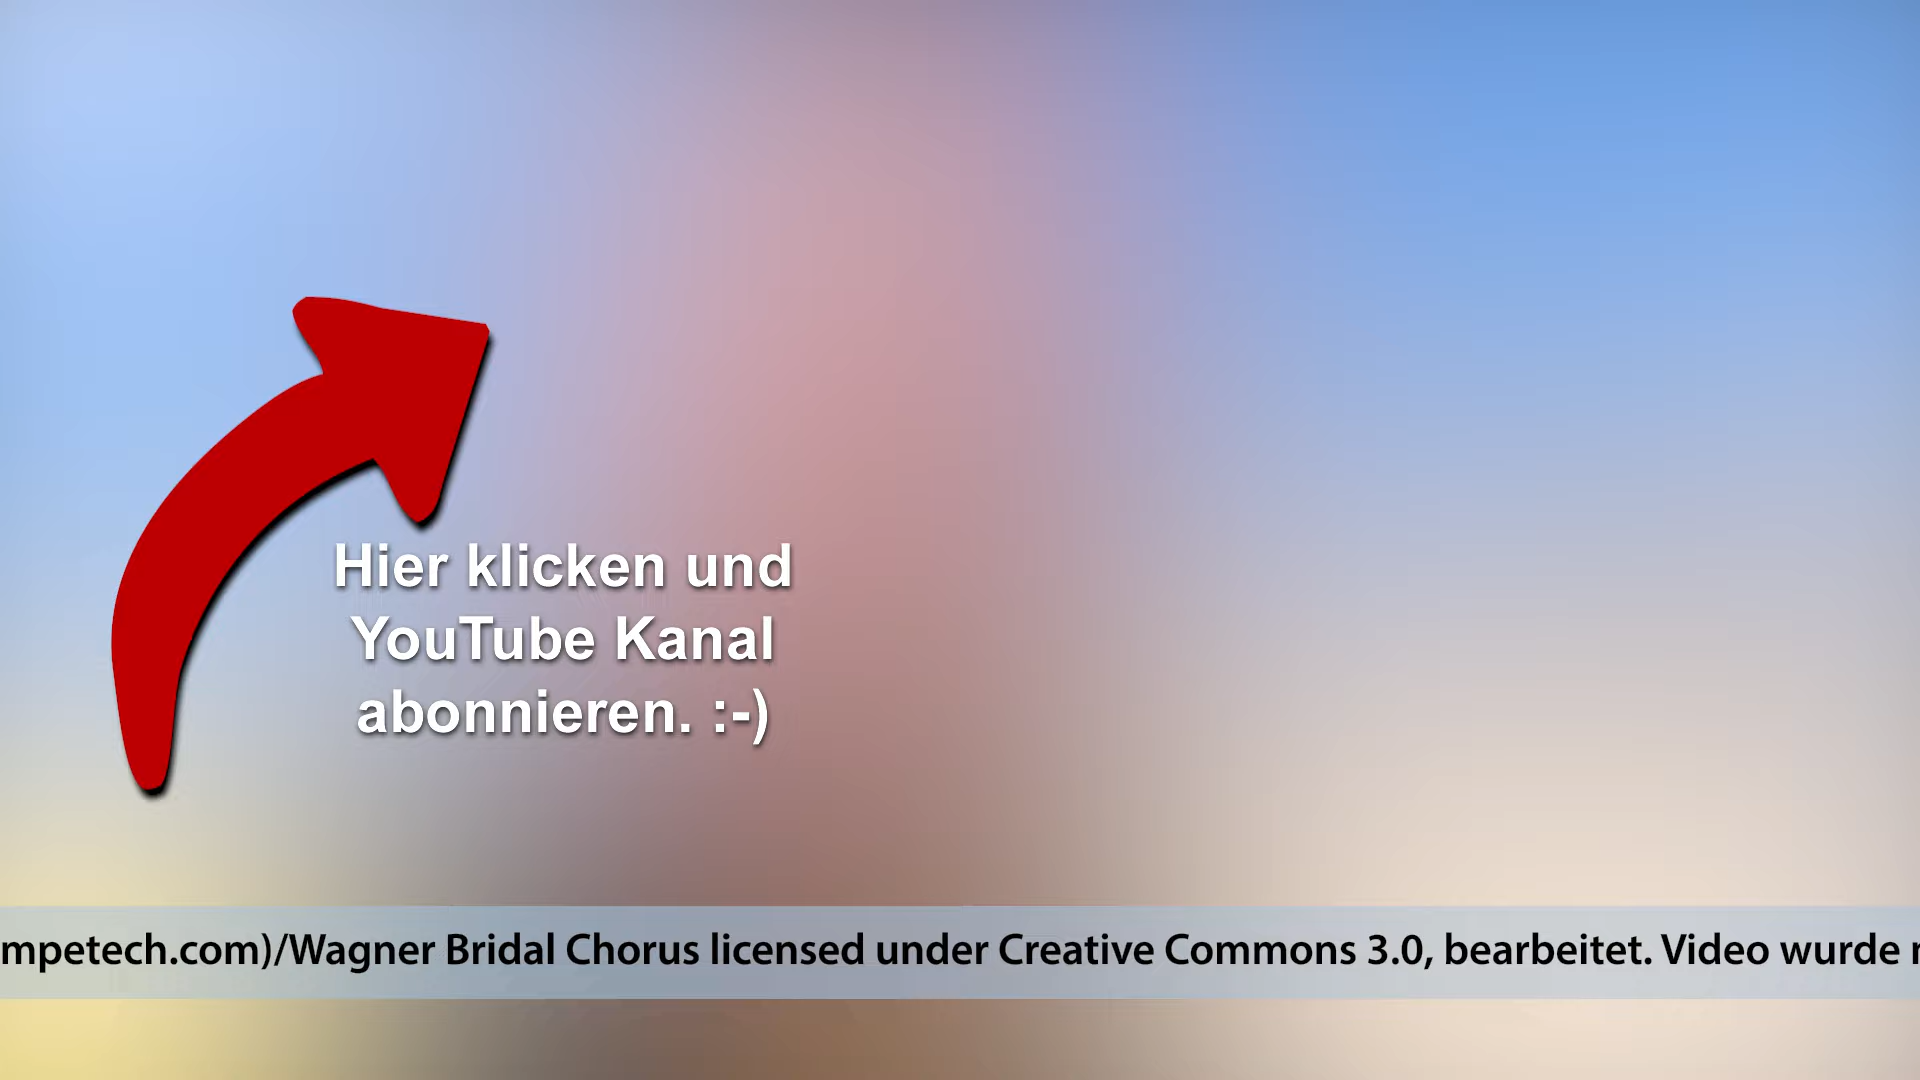 Hier klicken und
YouTube Kanal
abonnieren. :-)
mpetech.com)/Wagner Bridal Chorus licensed under Creative Commons 3.0, bearbeitet. Video wurde